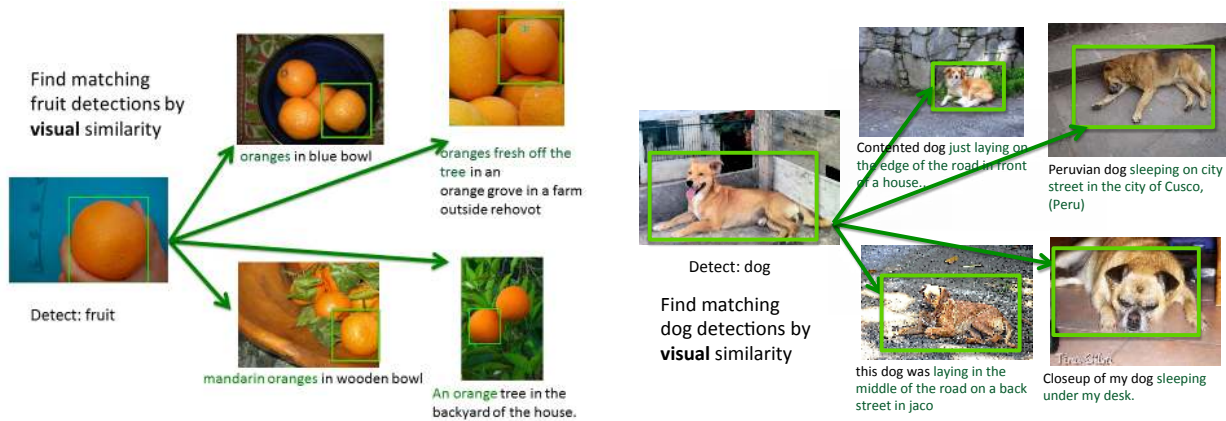 Find matching
fruit detections by
visual similarity
oranges in blue bowl
oranges fresh off the
tree in an
orange grove in a farm
outside rehovot
Detect: fruit
mandarin oranges in wooden bowl
An orange tree in the
backyard of the house.
Contented dog just laying on
the edge of the road in front
of a house..
Peruvian dog sleeping on city
street in the city of Cusco,
(Peru)
Detect: dog
Find matching
dog detections by
visual similarity
this dog was laying in the
middle of the road on a back
street in jaco
Closeup of my dog sleeping
under my desk.